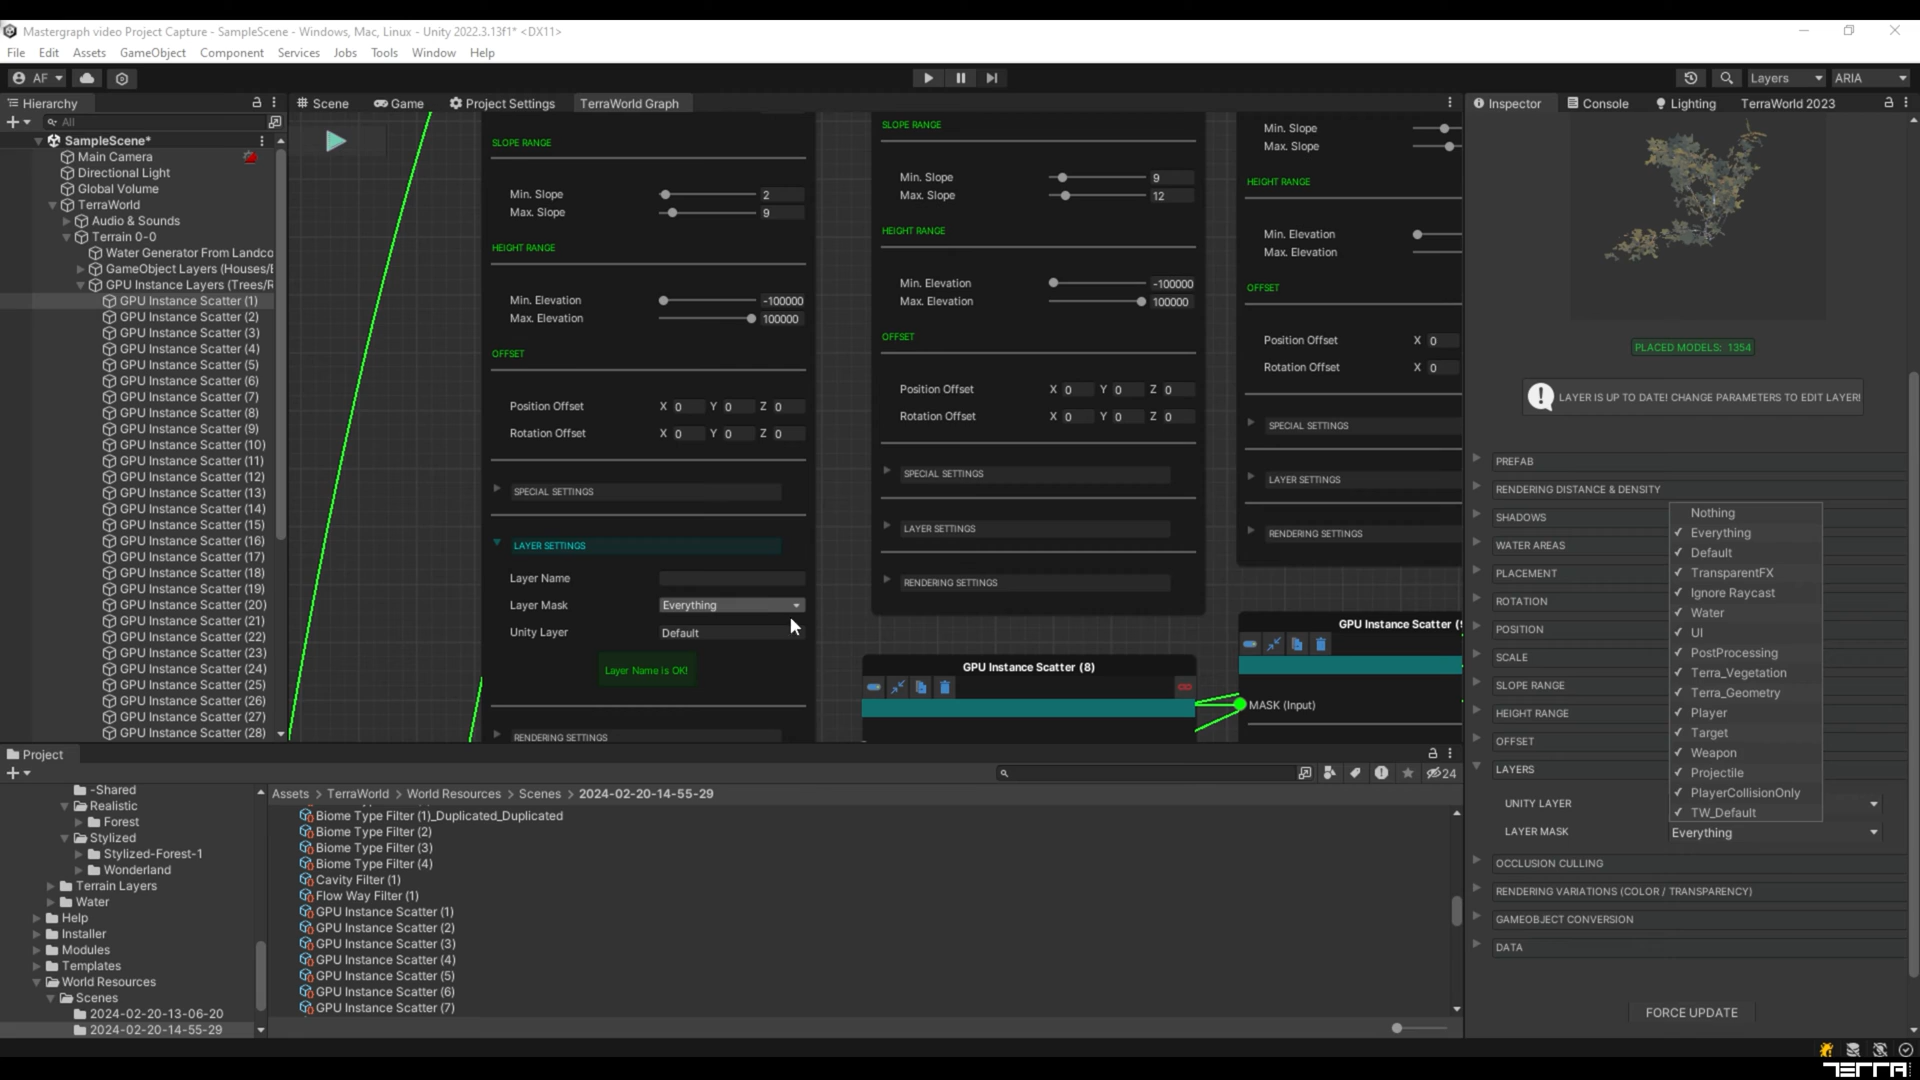 Mastergraph video Project Capture - SampleScene - Windows, Mac, Linux - Unity 2022.3.13f1* <DX11>
File Edit Assets GameObject Component Services Jobs Tools Window Help
AF Layers ARIA
Hierarchy
All
SampleScene*
Main Camera
Directional Light
Global Volume
TerraWorld
Audio & Sounds
Terrain 0-0
Water Generator From Landco
GameObject Layers (Houses/E
GPU Instance Layers (Trees/R
GPU Instance Scatter (1)
GPU Instance Scatter (2)
GPU Instance Scatter (3)
GPU Instance Scatter (4)
GPU Instance Scatter (5)
GPU Instance Scatter (6)
GPU Instance Scatter (7)
GPU Instance Scatter (8)
GPU Instance Scatter (9)
GPU Instance Scatter (10)
GPU Instance Scatter (11)
GPU Instance Scatter (12)
GPU Instance Scatter (13)
GPU Instance Scatter (14)
GPU Instance Scatter (15)
GPU Instance Scatter (16)
GPU Instance Scatter (17)
GPU Instance Scatter (18)
GPU Instance Scatter (19)
GPU Instance Scatter (20)
GPU Instance Scatter (21)
GPU Instance Scatter (22)
GPU Instance Scatter (23)
GPU Instance Scatter (24)
GPU Instance Scatter (25)
GPU Instance Scatter (26)
GPU Instance Scatter (27)
GPU Instance Scatter (28)
Scene Game Project Settings TerraWorld Graph
SLOPE RANGE
Min. Slope 2
Max. Slope 9
HEIGHT RANGE
Min. Elevation -100000
Max. Elevation 100000
OFFSET
Position Offset X 0 Y 0 Z 0
Rotation Offset X 0 Y 0 Z 0
SPECIAL SETTINGS
LAYER SETTINGS
Layer Name
Layer Mask Everything
Unity Layer Default
Layer Name is OK!
RENDERING SETTINGS
SLOPE RANGE
Min. Slope 9
Max. Slope 12
HEIGHT RANGE
Min. Elevation -100000
Max. Elevation 100000
OFFSET
Position Offset X 0 Y 0 Z 0
Rotation Offset X 0 Y 0 Z 0
SPECIAL SETTINGS
LAYER SETTINGS
RENDERING SETTINGS
GPU Instance Scatter (8)
Min. Slope
Max. Slope
HEIGHT RANGE
Min. Elevation
Max. Elevation
OFFSET
Position Offset X 0
Rotation Offset X 0
SPECIAL SETTINGS
LAYER SETTINGS
RENDERING SETTINGS
GPU Instance Scatter (9
MASK (Input)
Inspector Console Lighting TerraWorld 2023
PLACED MODELS: 1354
LAYER IS UP TO DATE! CHANGE PARAMETERS TO EDIT LAYER!
PREFAB
RENDERING DISTANCE & DENSITY
SHADOWS
WATER AREAS
PLACEMENT
ROTATION
POSITION
SCALE
SLOPE RANGE
HEIGHT RANGE
OFFSET
LAYERS
UNITY LAYER
LAYER MASK Everything
Nothing
Everything
Default
TransparentFX
Ignore Raycast
Water
UI
PostProcessing
Terra_Vegetation
Terra_Geometry
Player
Target
Weapon
Projectile
PlayerCollisionOnly
TW_Default
OCCLUSION CULLING
RENDERING VARIATIONS (COLOR / TRANSPARENCY)
GAMEOBJECT CONVERSION
DATA
FORCE UPDATE
Project
24
-Shared
Realistic
Forest
Stylized
Stylized-Forest-1
Wonderland
Terrain Layers
Water
Help
Installer
Modules
Templates
World Resources
Scenes
2024-02-20-13-06-20
2024-02-20-14-55-29
Assets TerraWorld World Resources Scenes 2024-02-20-14-55-29
Biome Type Filter (1)_Duplicated_Duplicated
Biome Type Filter (2)
Biome Type Filter (3)
Biome Type Filter (4)
Cavity Filter (1)
Flow Way Filter (1)
GPU Instance Scatter (1)
GPU Instance Scatter (2)
GPU Instance Scatter (3)
GPU Instance Scatter (4)
GPU Instance Scatter (5)
GPU Instance Scatter (6)
GPU Instance Scatter (7)
TERRA